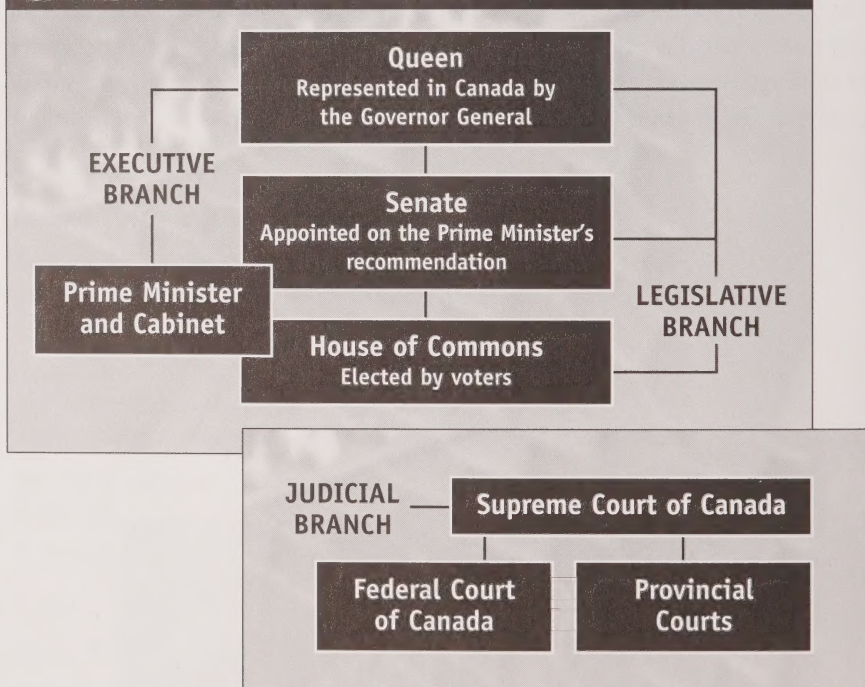 Queen
Represented in Canada by
the Governor General
EXECUTIVE
BRANCH
Senate
Appointed on the Prime Minister's
recommendation
Prime Minister
and Cabinet
LEGISLATIVE
BRANCH
House of Commons
Elected by voters
JUDICIAL
BRANCH
Supreme Court of Canada
Federal Court
of Canada
Provincial
Courts